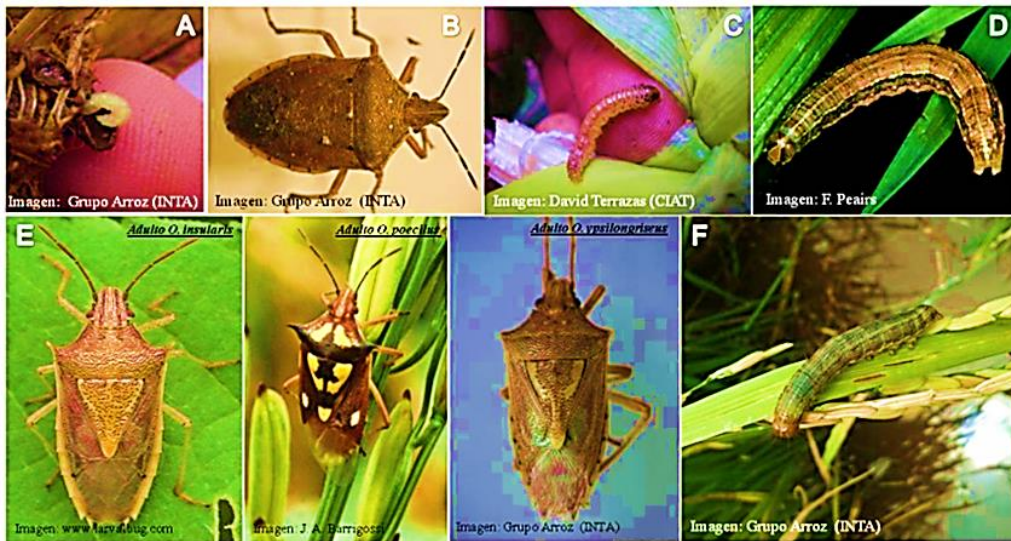 A
Imagen: Grupo Arroz (INTA)
B
Imagen: Grupo Arroz (INTA)
C
Imagen: David Terrazas (CIAT)
D
Imagen: F. Peairs
E
Adulto O. insularis
Imagen: www.larvalbug.com
Adulto O. poecilus
Imagen: J. A. Barrigossi
Adulto O. ypsilongriseus
Imagen: Grupo Arroz (INTA)
F
Imagen: Grupo Arroz (INTA)